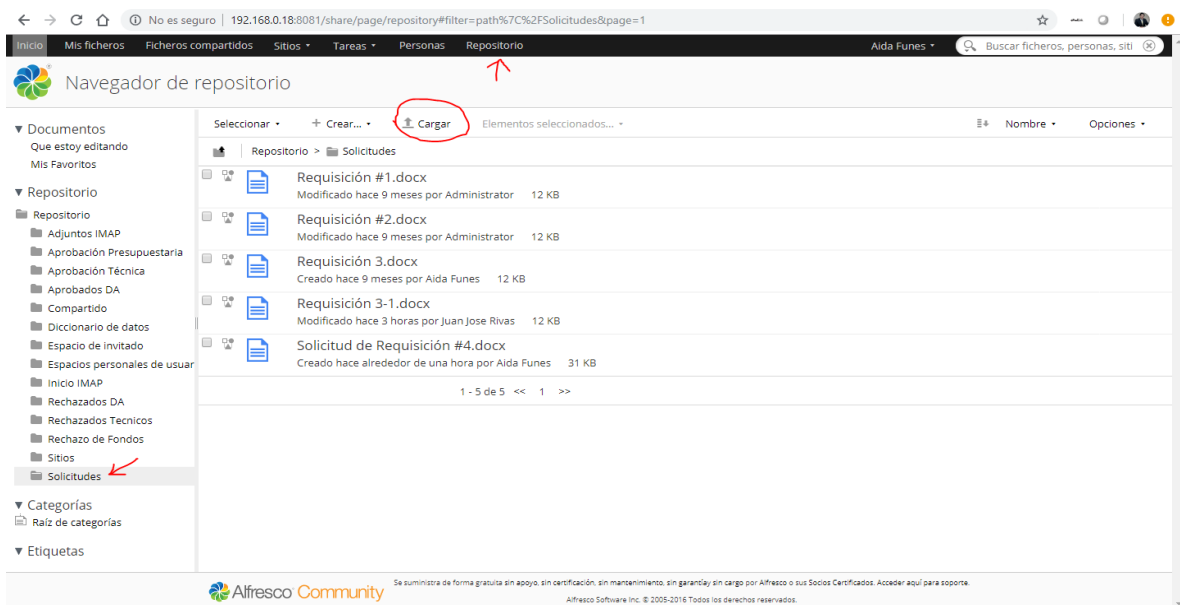 No es seguro | 192.168.0.18:8081/share/page/repository#filter=path%7C%2FSolicitudes&page=1
Inicio Mis ficheros Ficheros compartidos Sitios Tareas Personas Repositorio Aida Funes Buscar ficheros, personas, siti
Navegador de repositorio
Documentos
Que estoy editando
Mis Favoritos
Repositorio
Repositorio
Adjuntos IMAP
Aprobación Presupuestaria
Aprobación Técnica
Aprobados DA
Compartido
Diccionario de datos
Espacio de invitado
Espacios personales de usuar
Inicio IMAP
Rechazados DA
Rechazados Tecnicos
Rechazo de Fondos
Sitios
Solicitudes
Categorías
Raíz de categorías
Etiquetas
Seleccionar + Crear... Cargar Elementos seleccionados... Nombre Opciones
Repositorio > Solicitudes
Requisición #1.docx
Modificado hace 9 meses por Administrator 12 KB
Requisición #2.docx
Modificado hace 9 meses por Administrator 12 KB
Requisición 3.docx
Creado hace 9 meses por Aida Funes 12 KB
Requisición 3-1.docx
Modificado hace 3 horas por Juan Jose Rivas 12 KB
Solicitud de Requisición #4.docx
Creado hace alrededor de una hora por Aida Funes 31 KB
1 - 5 de 5 << 1 >>
Alfresco Community
Se suministra de forma gratuita sin apoyo, sin certificación, sin mantenimiento, sin garantíay sin cargo por Alfresco o sus Socios Certificados. Acceder aquí para soporte.
Alfresco Software Inc. © 2005-2016 Todos los derechos reservados.